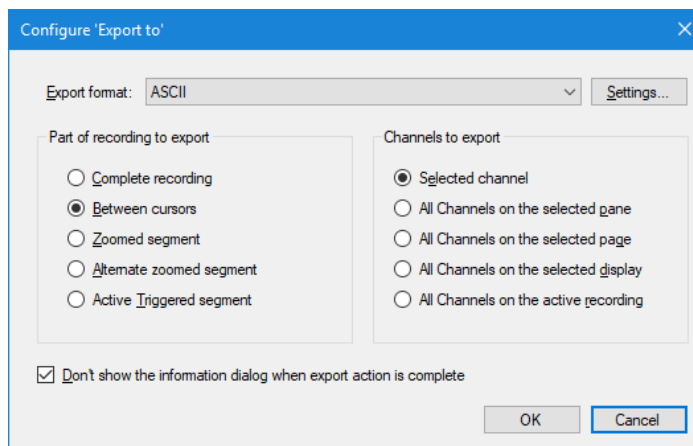 Configure 'Export to'
Export format: ASCII Settings...
Part of recording to export
Complete recording
Between cursors
Zoomed segment
Alternate zoomed segment
Active Triggered segment
Channels to export
Selected channel
All Channels on the selected pane
All Channels on the selected page
All Channels on the selected display
All Channels on the active recording
Don't show the information dialog when export action is complete
OK Cancel